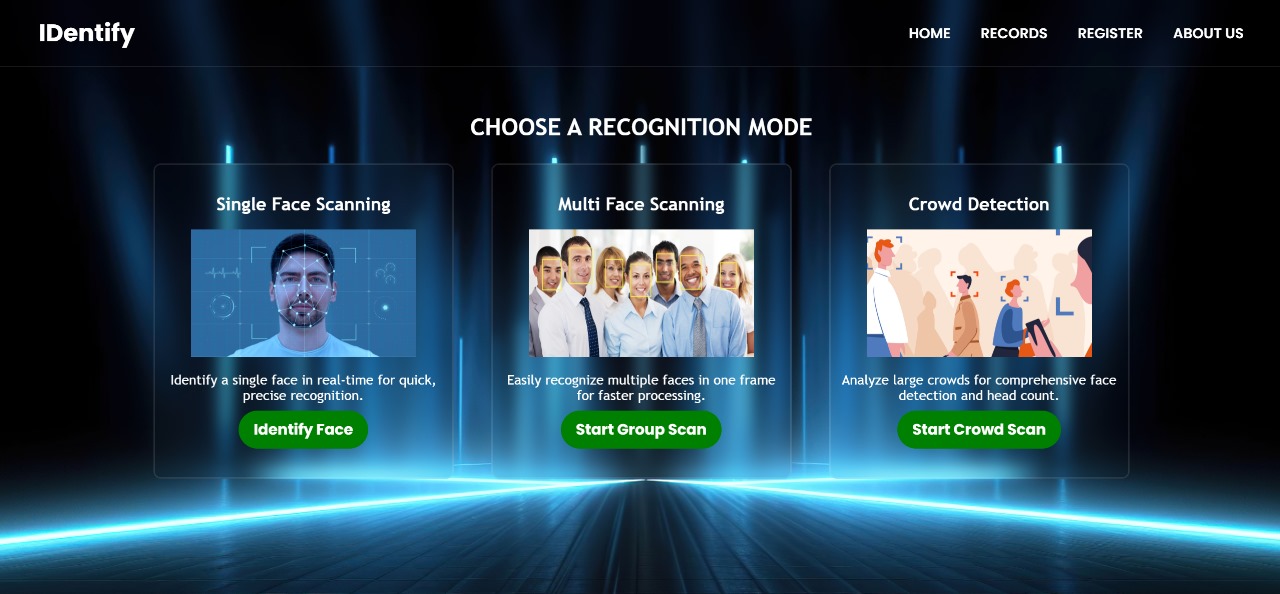 IDentify
HOME
RECORDS
REGISTER
ABOUT US
CHOOSE A RECOGNITION MODE
Single Face Scanning
Identify a single face in real-time for quick,
precise recognition.
Identify Face
Multi Face Scanning
Easily recognize multiple faces in one frame
for faster processing.
Start Group Scan
Crowd Detection
Analyze large crowds for comprehensive face
detection and head count.
Start Crowd Scan